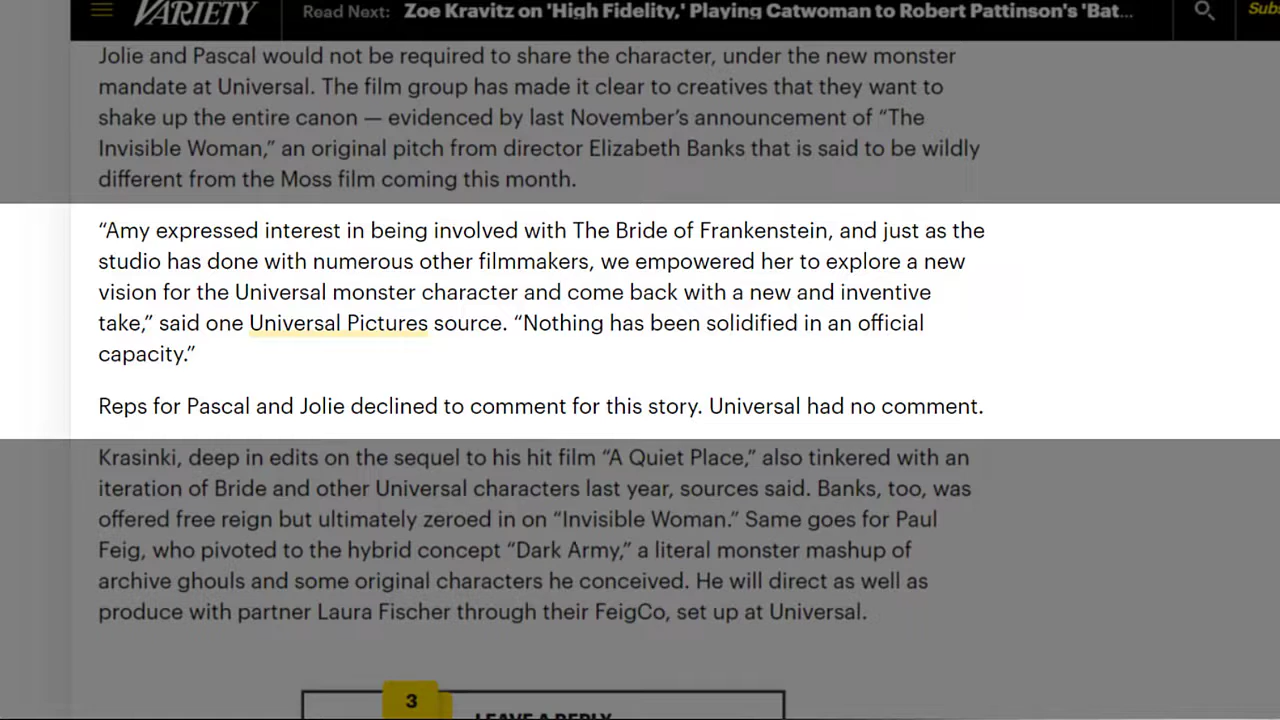 VARIETY
Read Next: Zoe Kravitz on 'High Fidelity,' Playing Catwoman to Robert Pattinson's 'Bat...
Subs
Jolie and Pascal would not be required to share the character, under the new monster
mandate at Universal. The film group has made it clear to creatives that they want to
shake up the entire canon — evidenced by last November’s announcement of “The
Invisible Woman,” an original pitch from director Elizabeth Banks that is said to be wildly
different from the Moss film coming this month.
“Amy expressed interest in being involved with The Bride of Frankenstein, and just as the
studio has done with numerous other filmmakers, we empowered her to explore a new
vision for the Universal monster character and come back with a new and inventive
take,” said one Universal Pictures source. “Nothing has been solidified in an official
capacity.”
Reps for Pascal and Jolie declined to comment for this story. Universal had no comment.
Krasinki, deep in edits on the sequel to his hit film “A Quiet Place,” also tinkered with an
iteration of Bride and other Universal characters last year, sources said. Banks, too, was
offered free reign but ultimately zeroed in on “Invisible Woman.” Same goes for Paul
Feig, who pivoted to the hybrid concept “Dark Army,” a literal monster mashup of
archive ghouls and some original characters he conceived. He will direct as well as
produce with partner Laura Fischer through their FeigCo, set up at Universal.
3
LEAVE A REPLY